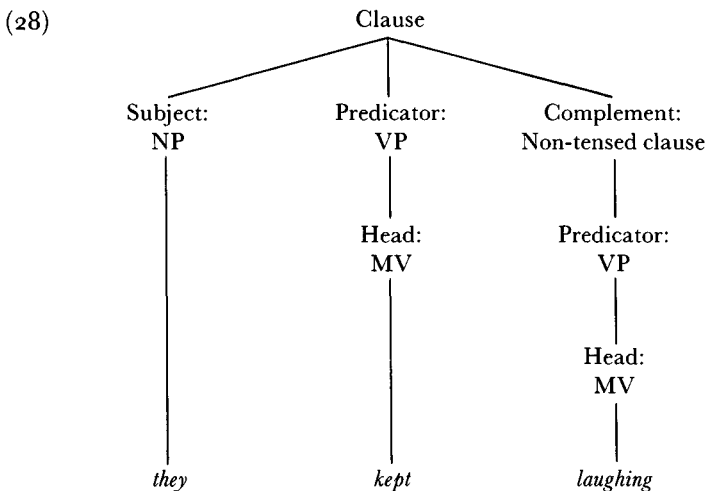 (28)
Clause
Subject: Predicator: Complement:
NP VP Non-tensed clause
Head: Predicator:
MV VP
Head:
MV
they kept laughing